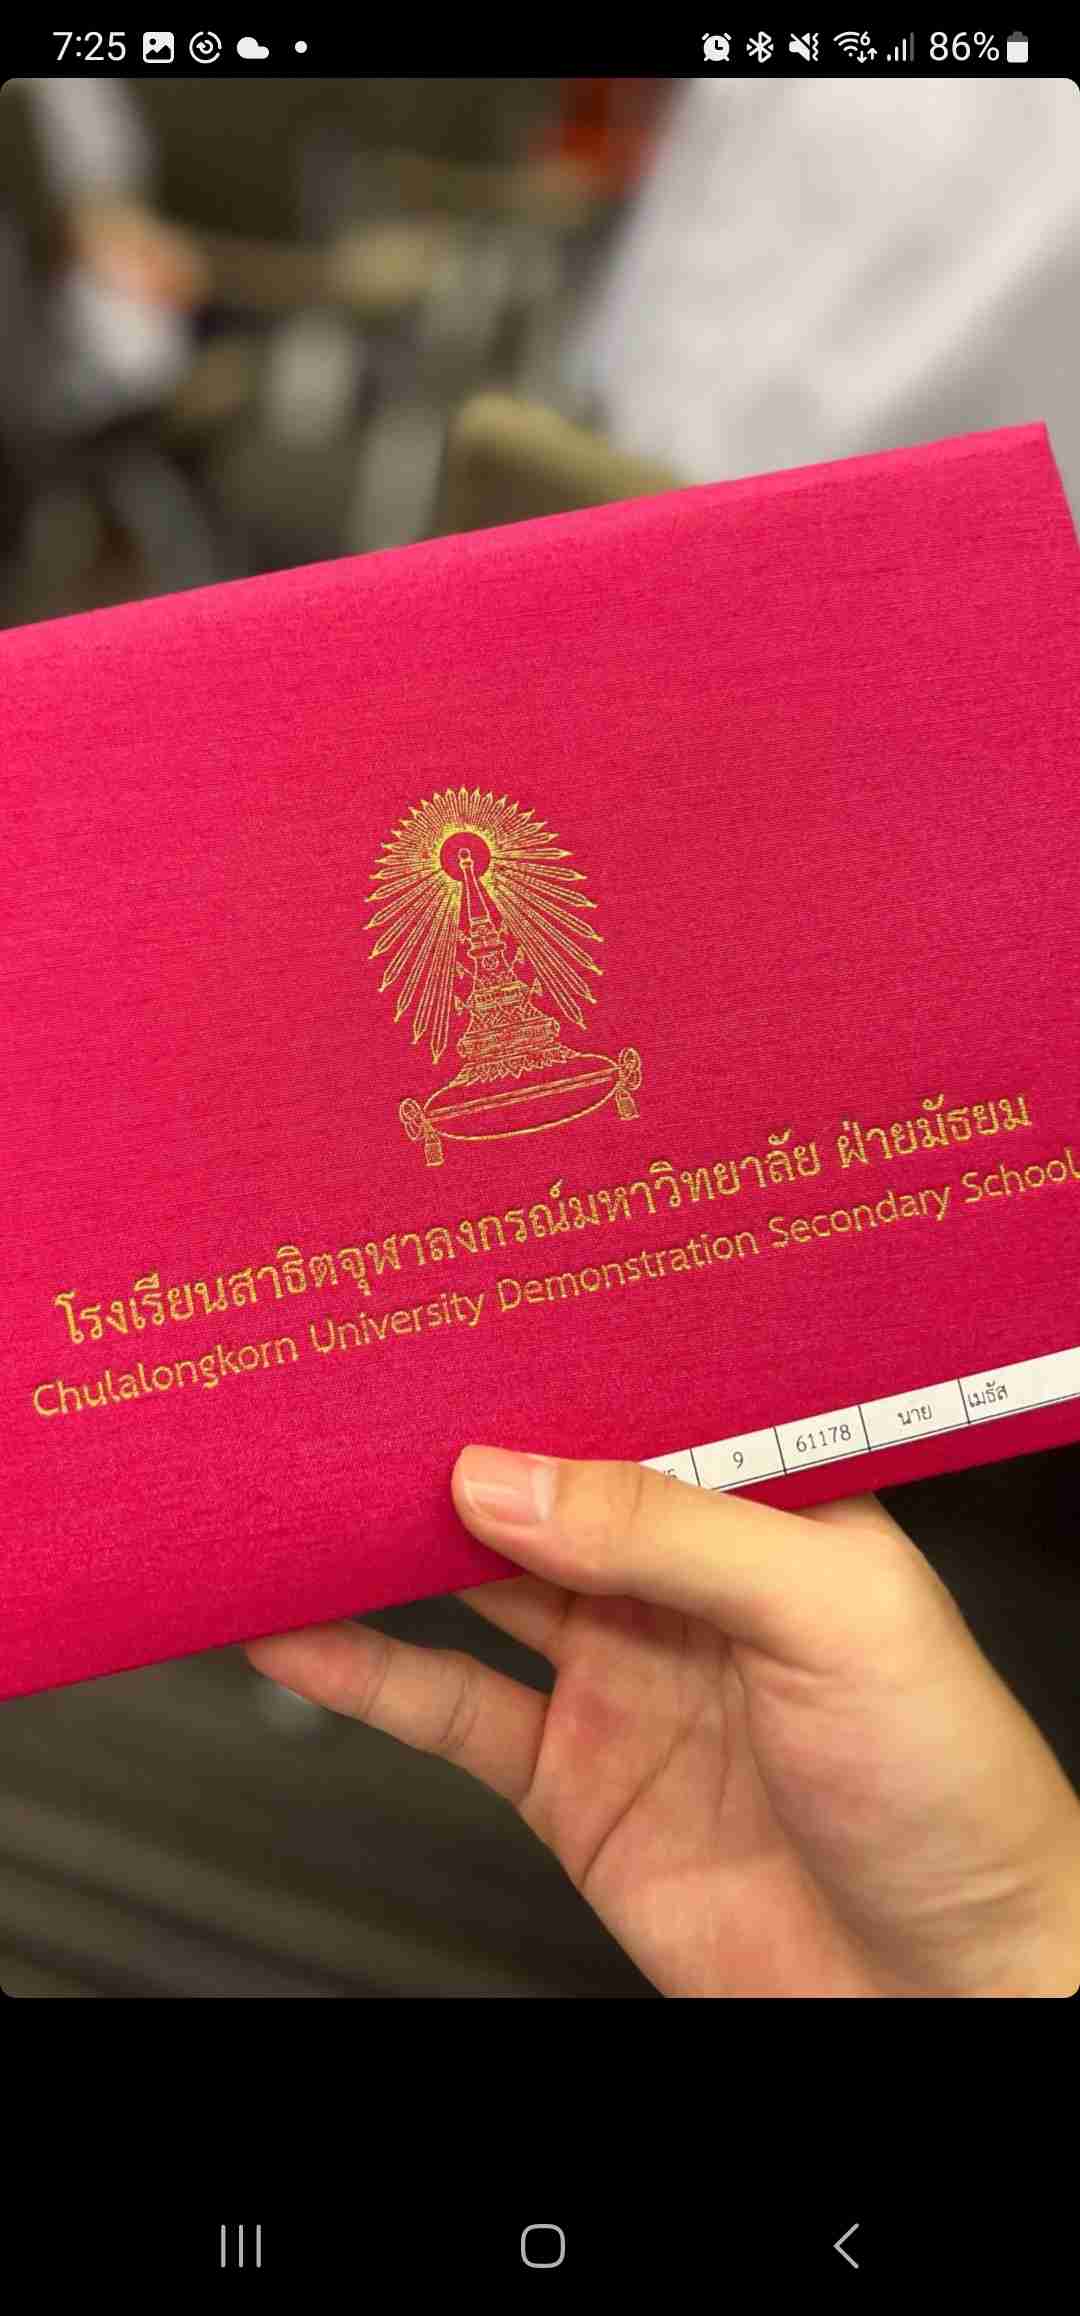 7:25
86%
โรงเรียนสาธิตจุฬาลงกรณ์มหาวิทยาลัย ฝ่ายมัธยม
Chulalongkorn University Demonstration Secondary School
9 61178 นาย เมธัส